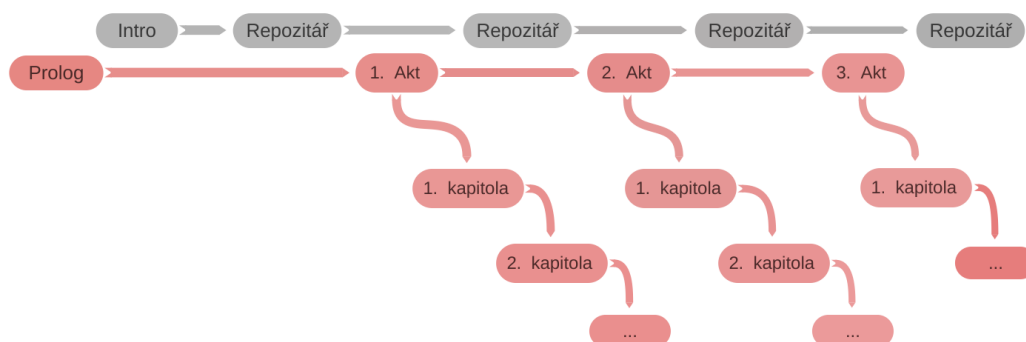 Intro
Repozitář
Repozitář
Repozitář
Repozitář
Prolog
1. Akt
2. Akt
3. Akt
1. kapitola
1. kapitola
1. kapitola
2. kapitola
2. kapitola
...
...
...